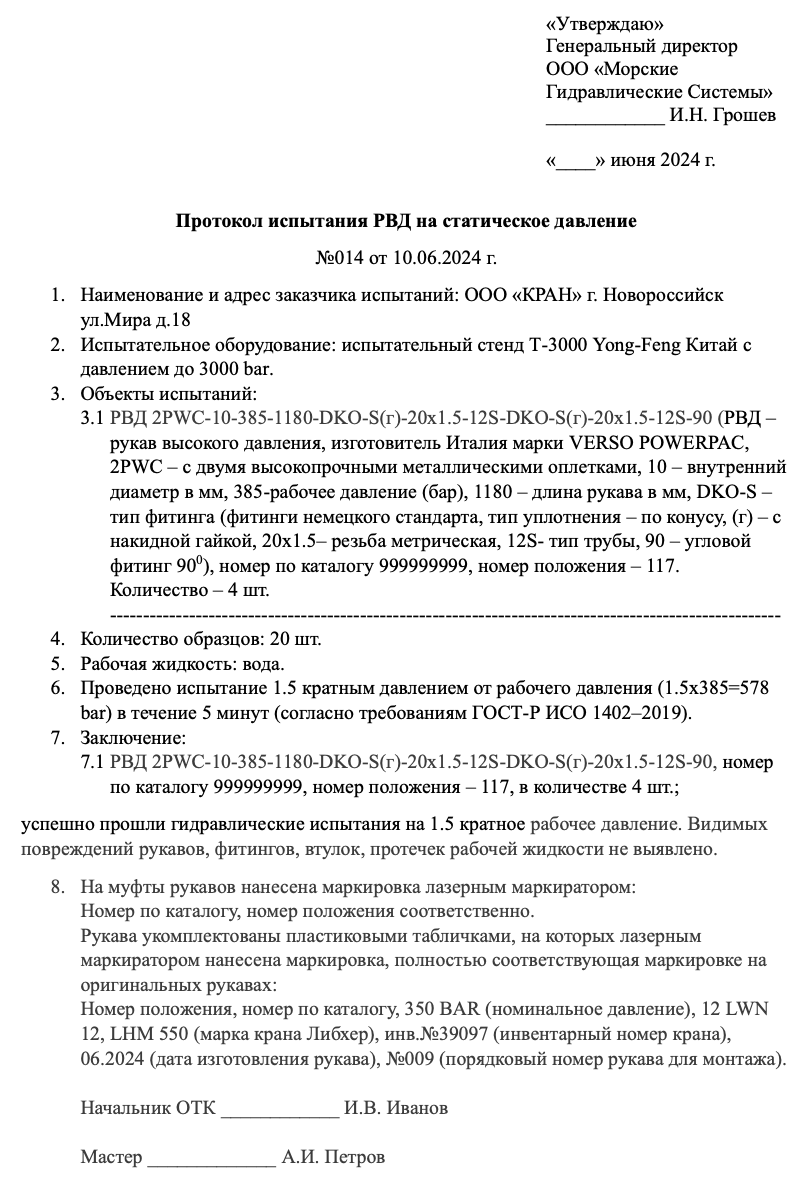 «Утверждаю»
Генеральный директор
ООО «Морские
Гидравлические Системы»
____________ И.Н. Грошев
«____» июня 2024 г.
Протокол испытания РВД на статическое давление
№014 от 10.06.2024 г.
1. Наименование и адрес заказчика испытаний: ООО «КРАН» г. Новороссийск
ул.Мира д.18
2. Испытательное оборудование: испытательный стенд Т-3000 Yong-Feng Китай с
давлением до 3000 bar.
3. Объекты испытаний:
3.1 РВД 2PWC-10-385-1180-DKO-S(г)-20x1.5-12S-DKO-S(г)-20x1.5-12S-90 (РВД –
рукав высокого давления, изготовитель Италия марки VERSO POWERPAC,
2PWC – с двумя высокопрочными металлическими оплетками, 10 – внутренний
диаметр в мм, 385-рабочее давление (бар), 1180 – длина рукава в мм, DKO-S –
тип фитинга (фитинги немецкого стандарта, тип уплотнения – по конусу, (г) – с
накидной гайкой, 20x1.5– резьба метрическая, 12S- тип трубы, 90 – угловой
фитинг 90⁰), номер по каталогу 999999999, номер положения – 117.
Количество – 4 шт.
------------------------------------------------------------------------------------------------------
4. Количество образцов: 20 шт.
5. Рабочая жидкость: вода.
6. Проведено испытание 1.5 кратным давлением от рабочего давления (1.5x385=578
bar) в течение 5 минут (согласно требованиям ГОСТ-Р ИСО 1402–2019).
7. Заключение:
7.1 РВД 2PWC-10-385-1180-DKO-S(г)-20x1.5-12S-DKO-S(г)-20x1.5-12S-90, номер
по каталогу 999999999, номер положения – 117, в количестве 4 шт.;
успешно прошли гидравлические испытания на 1.5 кратное рабочее давление. Видимых
повреждений рукавов, фитингов, втулок, протечек рабочей жидкости не выявлено.
8. На муфты рукавов нанесена маркировка лазерным маркиратором:
Номер по каталогу, номер положения соответственно.
Рукава укомплектованы пластиковыми табличками, на которых лазерным
маркиратором нанесена маркировка, полностью соответствующая маркировке на
оригинальных рукавах:
Номер положения, номер по каталогу, 350 BAR (номинальное давление), 12 LWN
12, LHM 550 (марка крана Либхер), инв.№39097 (инвентарный номер крана),
06.2024 (дата изготовления рукава), №009 (порядковый номер рукава для монтажа).
Начальник ОТК ____________ И.В. Иванов
Мастер _____________ А.И. Петров